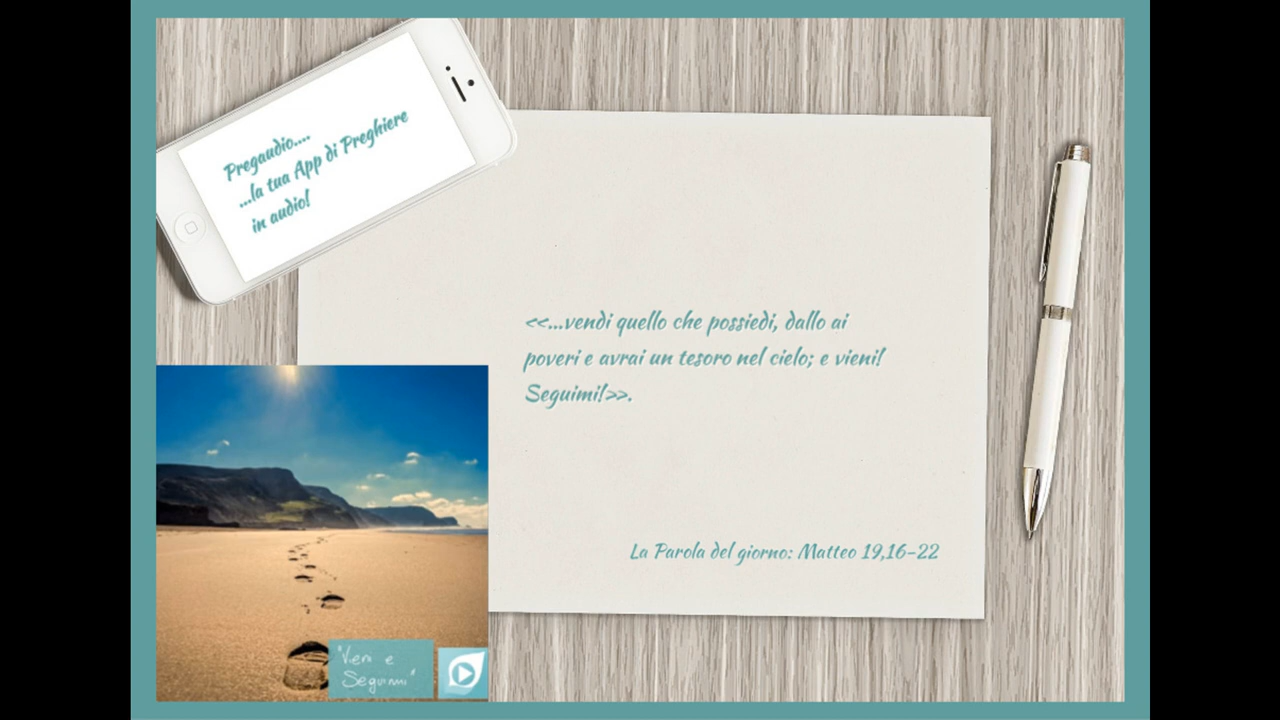 Pregaudio....
...la tua App di Preghiere
in audio!
<<...vendi quello che possiedi, dallo ai
poveri e avrai un tesoro nel cielo; e vieni!
Seguimi!>>.
La Parola del giorno: Matteo 19,16-22
"Vieni e
Seguimi"